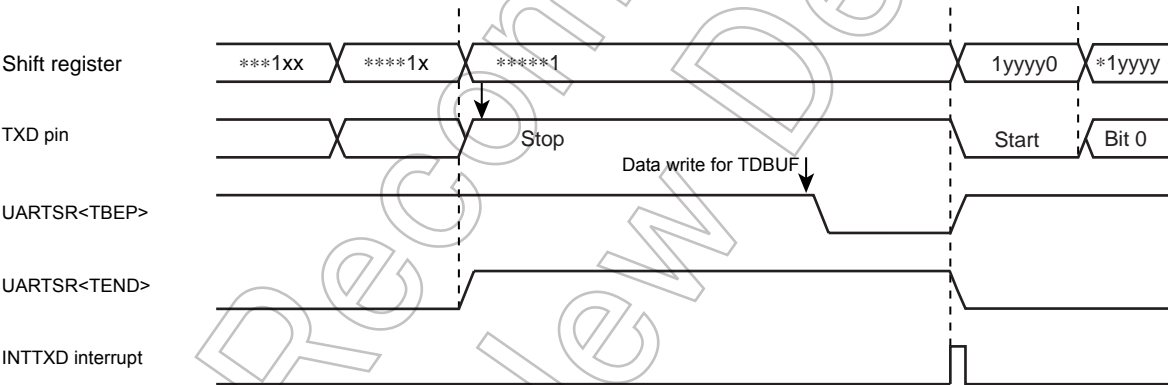 Shift register ***1xx ****1x *****1 1yyyy0 *1yyyy
TXD pin Stop Start Bit 0
Data write for TDBUF
UARTSR<TBEP>
UARTSR<TEND>
INTTXD interrupt